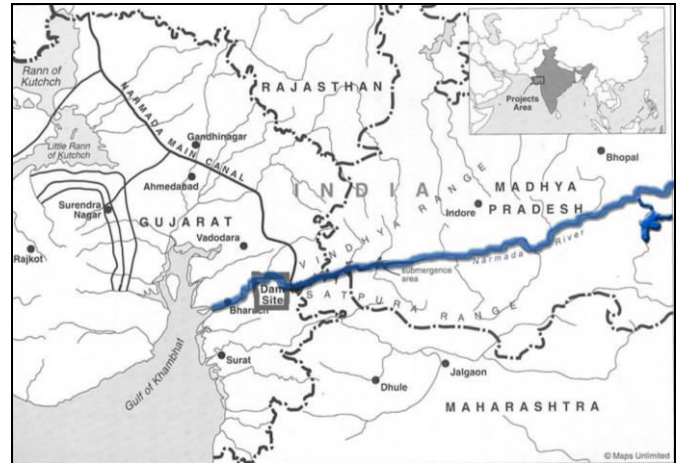 Rann of
Kutchch
RAJASTHAN
Projects
Area
NARMADA MAIN CANAL
Gandhinagar
Bhopal
Little Rann
of Kutchch
Ahmedabad
INDIA
MADHYA
PRADESH
Surendra
Nagar
GUJARAT
Indore
Vadodara
VINDHYA RANGE
Rajkot
Narmada River
submergence
area
Dam
Site
SATPURA RANGE
Bharuch
Gulf of Khambhat
Surat
Jalgaon
Dhule
MAHARASHTRA
© Maps Unlimited